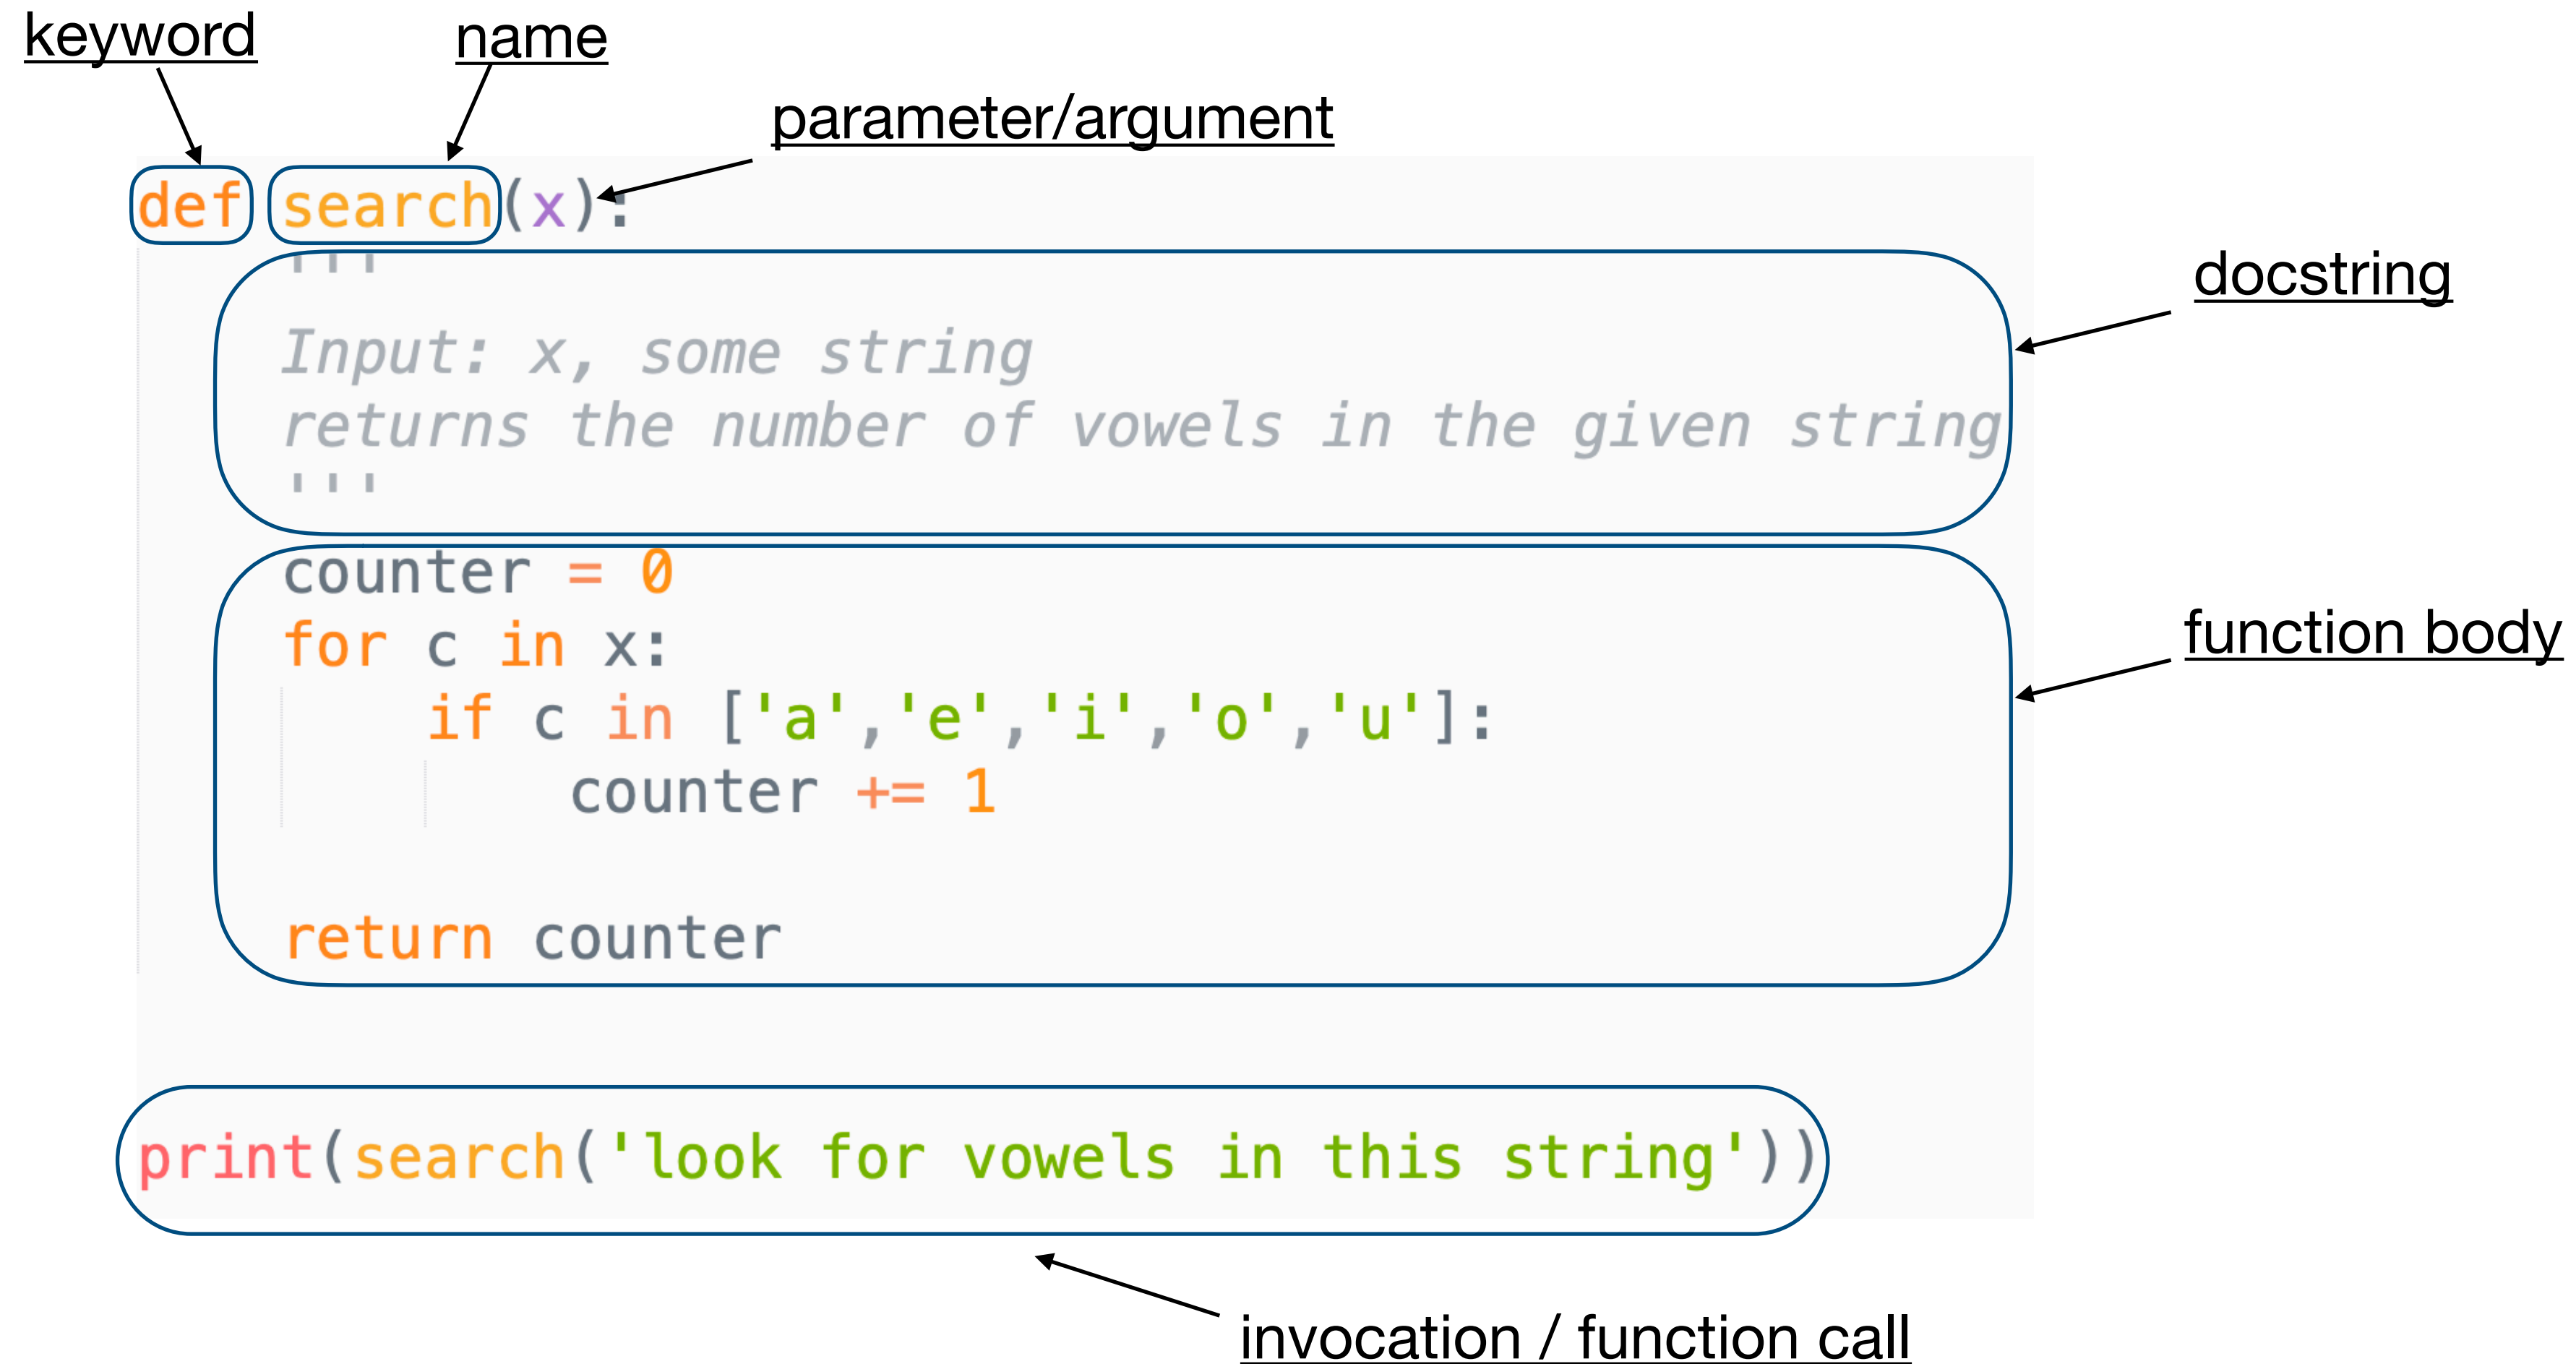 keyword
name
parameter/argument
def search(x):
'''
docstring
Input: x, some string
returns the number of vowels in the given string
'''
counter = 0
for c in x:
function body
if c in ['a','e','i','o','u']:
counter += 1
return counter
print(search('look for vowels in this string'))
invocation / function call